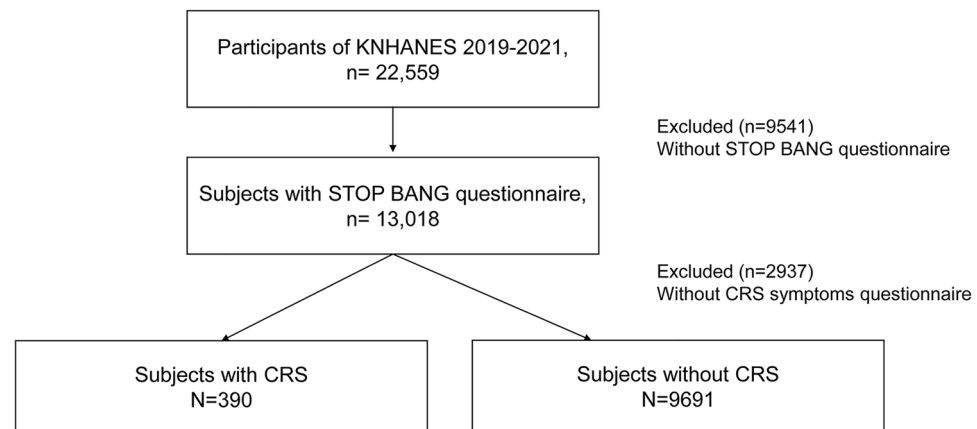 Participants of KNHANES 2019-2021,
n= 22,559
Excluded (n=9541)
Without STOP BANG questionnaire
Subjects with STOP BANG questionnaire,
n= 13,018
Excluded (n=2937)
Without CRS symptoms questionnaire
Subjects with CRS
N=390
Subjects without CRS
N=9691